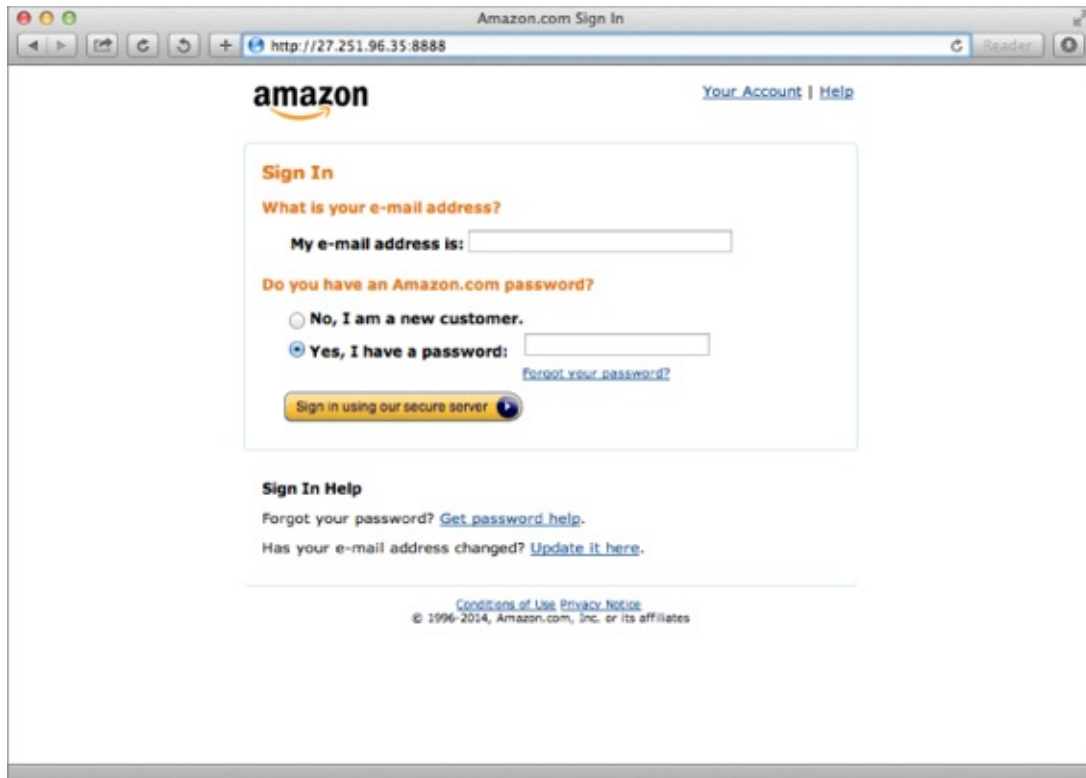 Amazon.com Sign In
http://27.251.96.35:8888
Reader
amazon
Your Account | Help
Sign In
What is your e-mail address?
My e-mail address is:
Do you have an Amazon.com password?
No, I am a new customer.
Yes, I have a password:
Forgot your password?
Sign in using our secure server
Sign In Help
Forgot your password? Get password help.
Has your e-mail address changed? Update it here.
Conditions of Use Privacy Notice
© 1996-2014, Amazon.com, Inc. or its affiliates